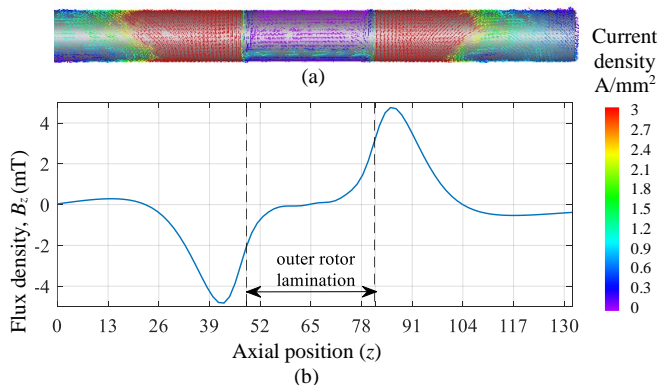 (a)
Current
density
A/mm²
3
2.7
2.4
2.1
1.8
1.5
1.2
0.9
0.6
0.3
0
Flux density, Bz (mT)
4
2
0
-2
-4
outer rotor
lamination
0 13 26 39 52 65 78 91 104 117 130
Axial position (z)
(b)